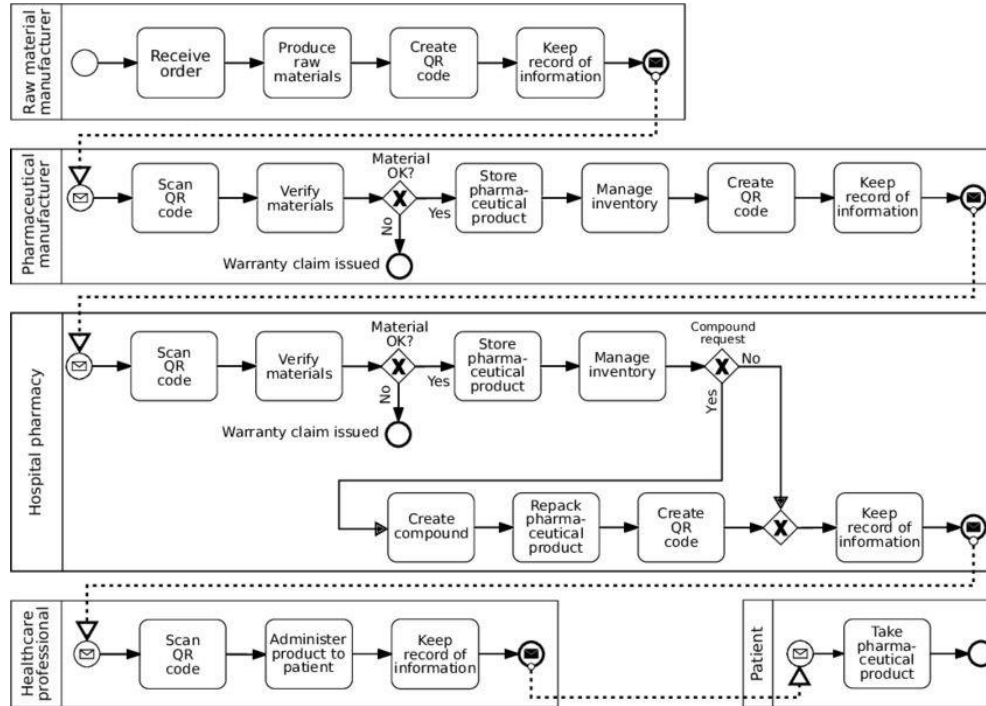 Raw material
manufacturer
Receive
order
Produce
raw
materials
Create
QR
code
Keep
record of
information
Pharmaceutical
manufacturer
Scan
QR
code
Verify
materials
Material
OK?
Yes
No
Warranty claim issued
Store
pharma-
ceutical
product
Manage
inventory
Create
QR
code
Keep
record of
information
Hospital pharmacy
Scan
QR
code
Verify
materials
Material
OK?
Yes
No
Warranty claim issued
Store
pharma-
ceutical
product
Manage
inventory
Compound
request
No
Yes
Create
compound
Repack
pharma-
ceutical
product
Create
QR
code
Keep
record of
information
Healthcare
professional
Scan
QR
code
Administer
product to
patient
Keep
record of
information
Patient
Take
pharma-
ceutical
product